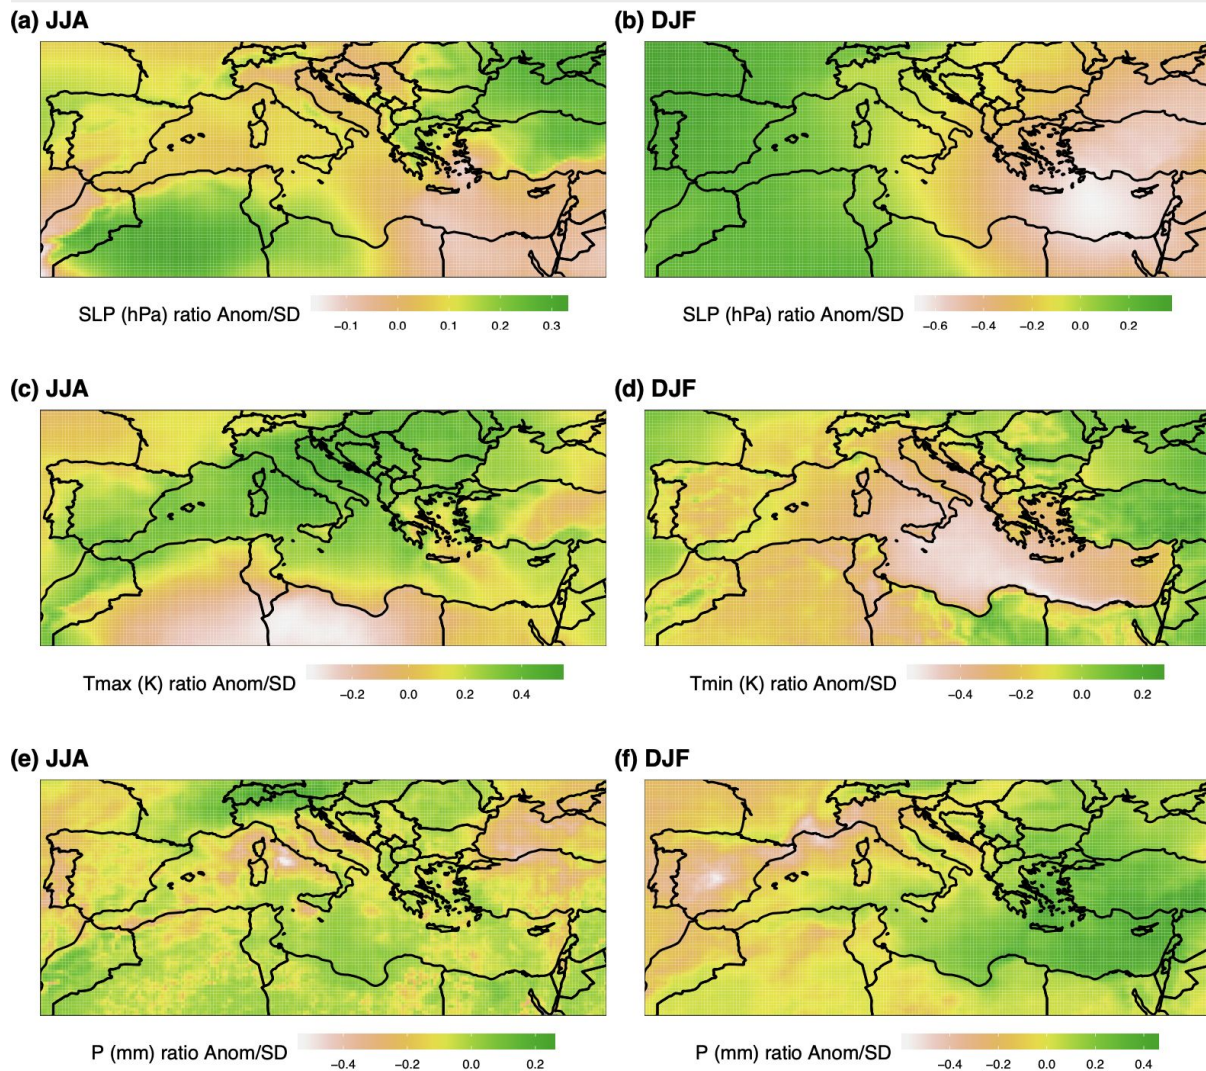 (a) JJA
(b) DJF
SLP (hPa) ratio Anom/SD
−0.1 0.0 0.1 0.2 0.3
SLP (hPa) ratio Anom/SD
−0.6 −0.4 −0.2 0.0 0.2
(c) JJA
(d) DJF
Tmax (K) ratio Anom/SD
−0.2 0.0 0.2 0.4
Tmin (K) ratio Anom/SD
−0.4 −0.2 0.0 0.2
(e) JJA
(f) DJF
P (mm) ratio Anom/SD
−0.4 −0.2 0.0 0.2
P (mm) ratio Anom/SD
−0.4 −0.2 0.0 0.2 0.4